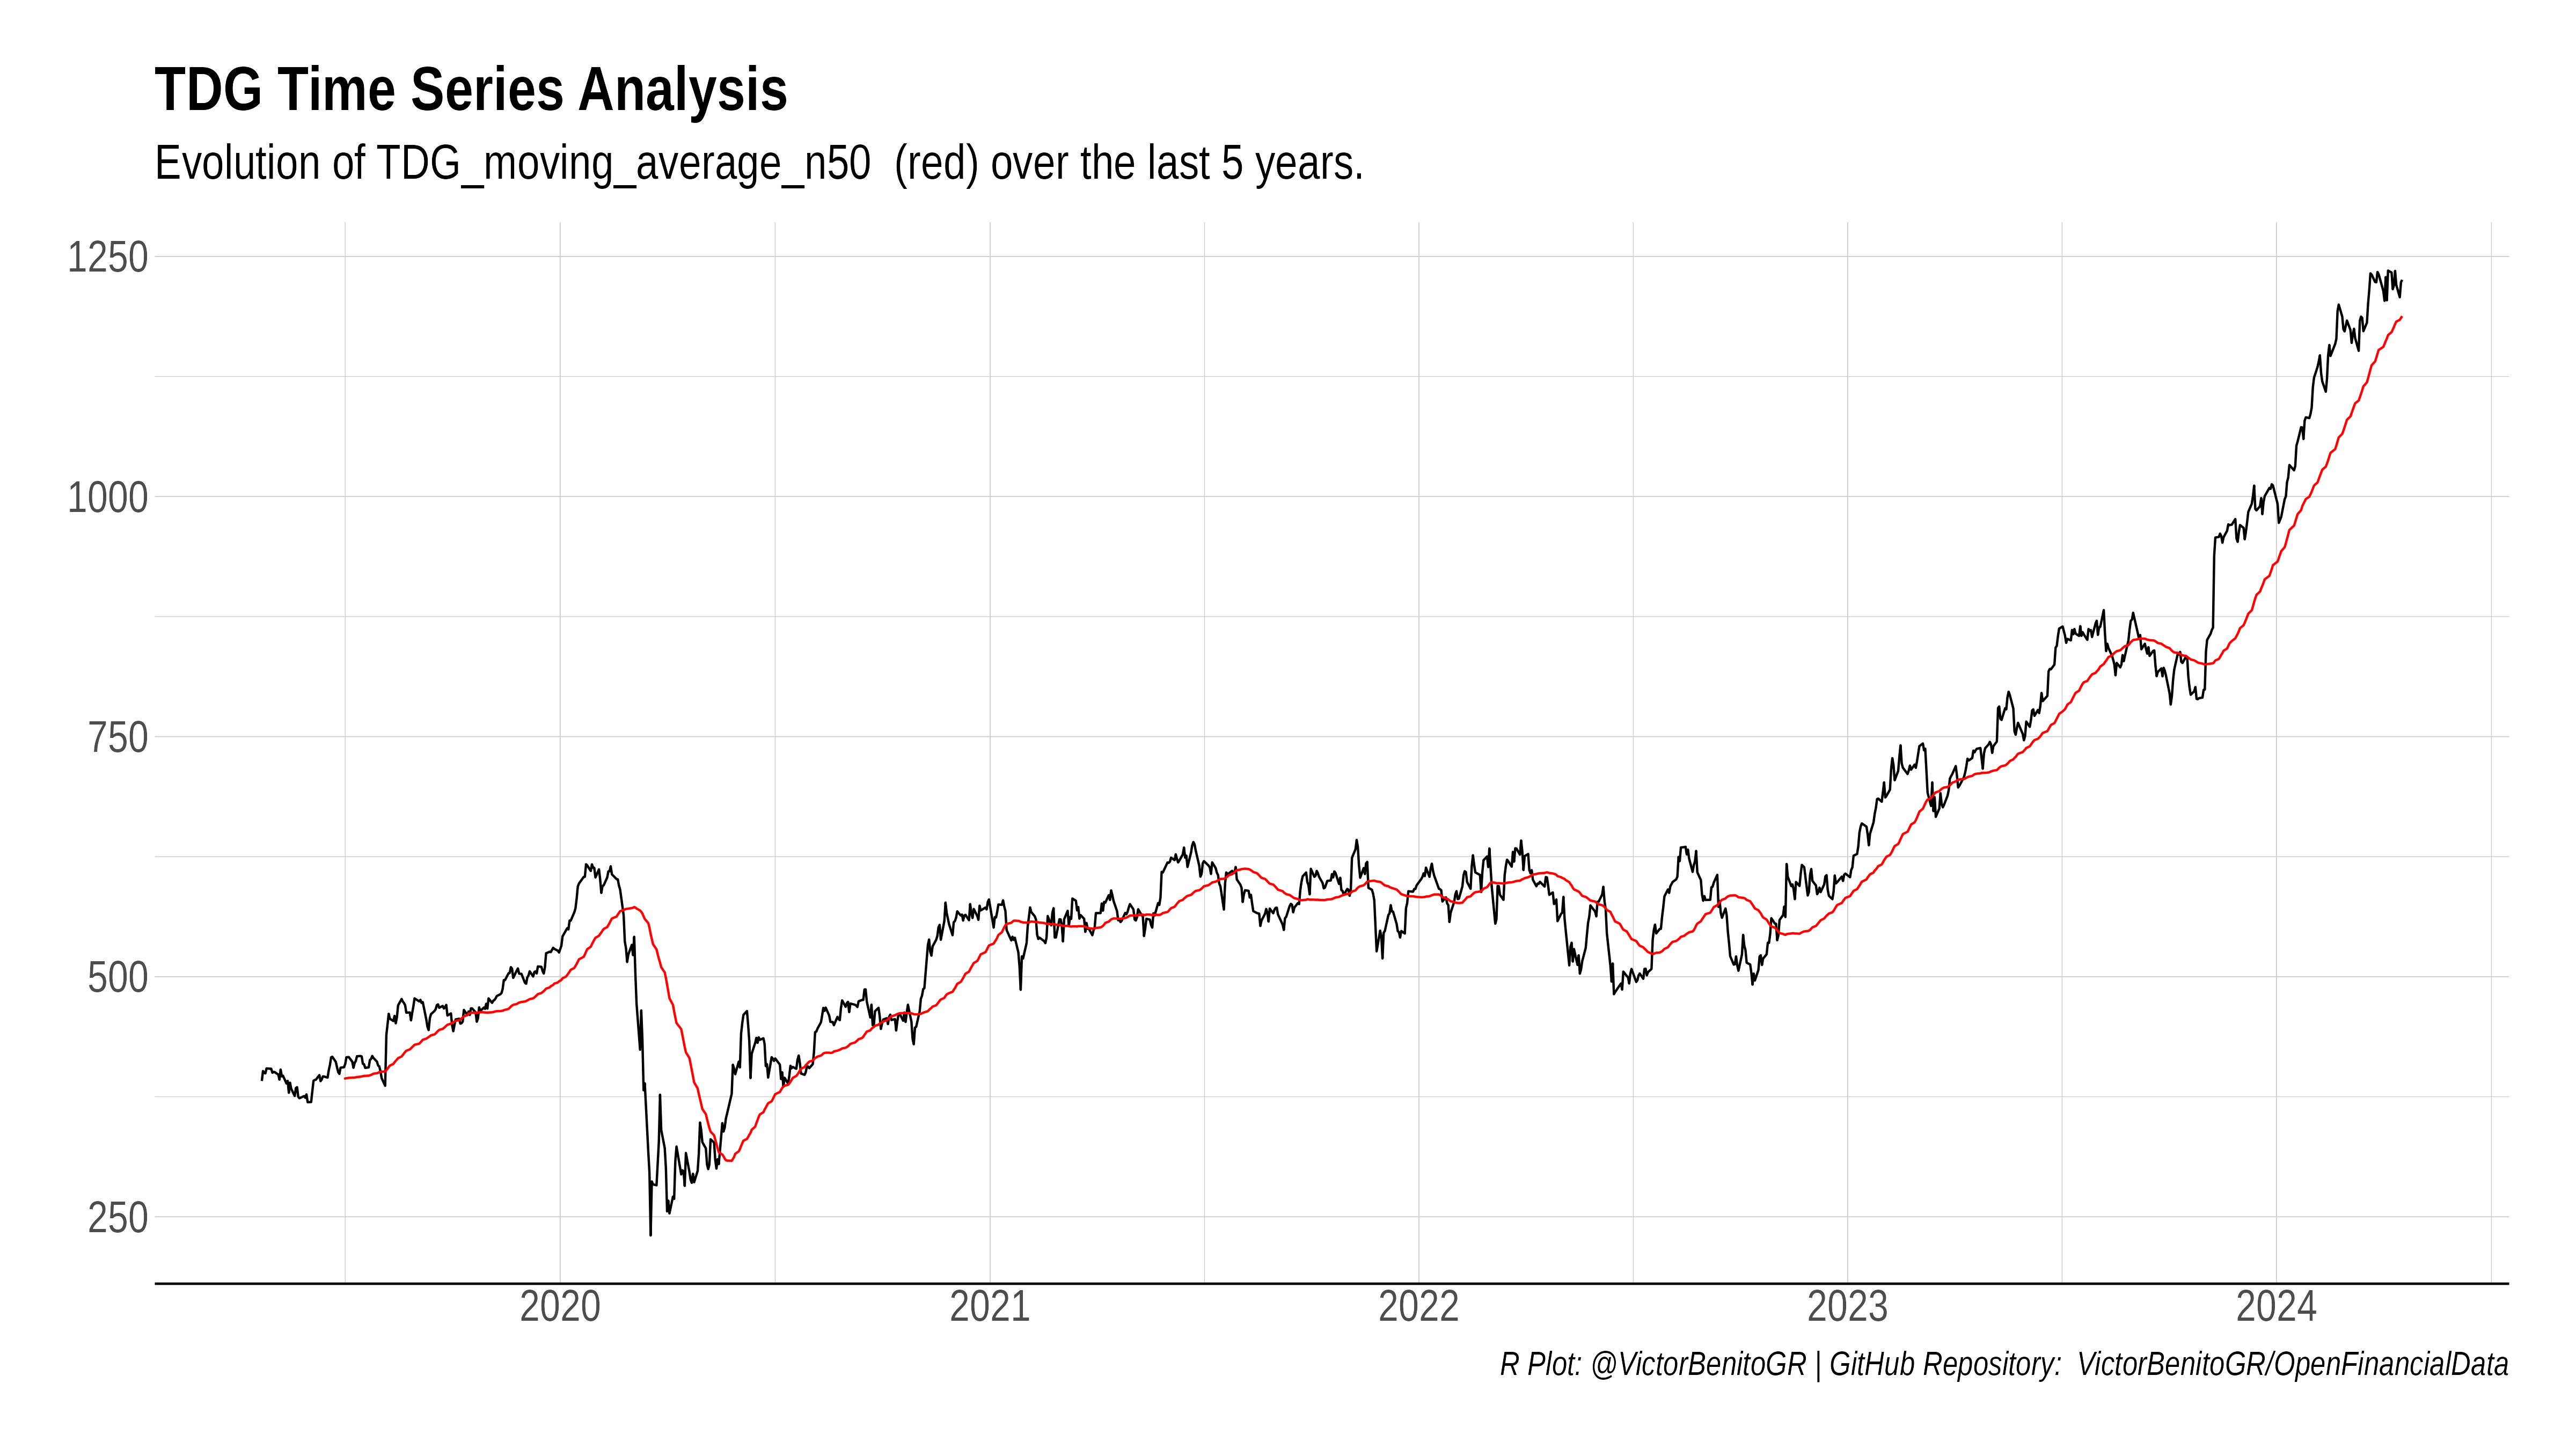 TDG Time Series Analysis
Evolution of TDG_moving_average_n50  (red) over the last 5 years.
1250
1000
750
500
250
2020 2021 2022 2023 2024
R Plot: @VictorBenitoGR | GitHub Repository:  VictorBenitoGR/OpenFinancialData